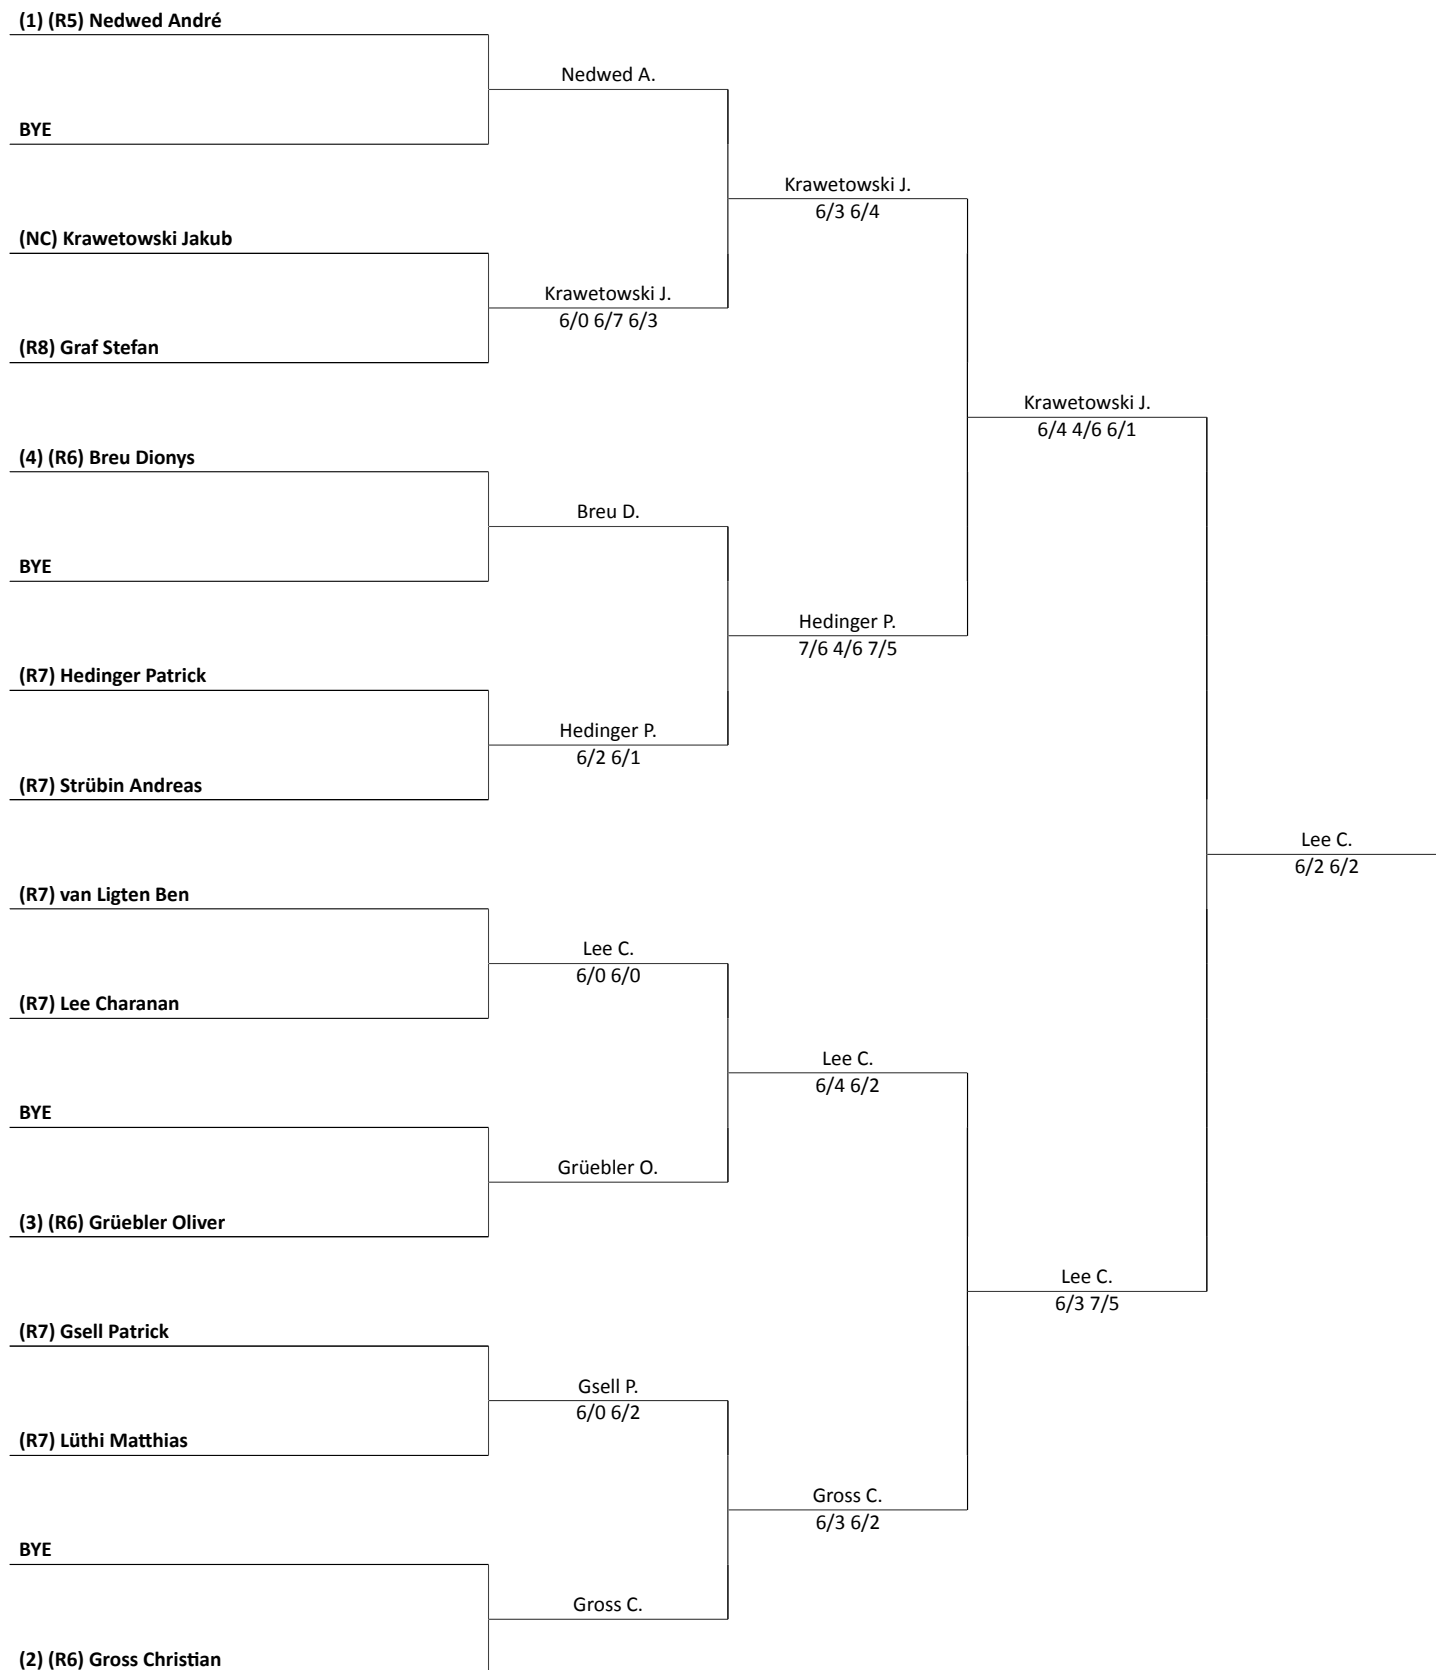 (1) (R5) Nedwed André
Nedwed A.
BYE
Krawetowski J.
6/3 6/4
(NC) Krawetowski Jakub
Krawetowski J.
6/0 6/7 6/3
(R8) Graf Stefan
Krawetowski J.
6/4 4/6 6/1
(4) (R6) Breu Dionys
Breu D.
BYE
Hedinger P.
7/6 4/6 7/5
(R7) Hedinger Patrick
Hedinger P.
6/2 6/1
(R7) Strübin Andreas
Lee C.
6/2 6/2
(R7) van Ligten Ben
Lee C.
6/0 6/0
(R7) Lee Charanan
Lee C.
6/4 6/2
BYE
Grüebler O.
(3) (R6) Grüebler Oliver
Lee C.
6/3 7/5
(R7) Gsell Patrick
Gsell P.
6/0 6/2
(R7) Lüthi Matthias
Gross C.
6/3 6/2
BYE
Gross C.
(2) (R6) Gross Christian